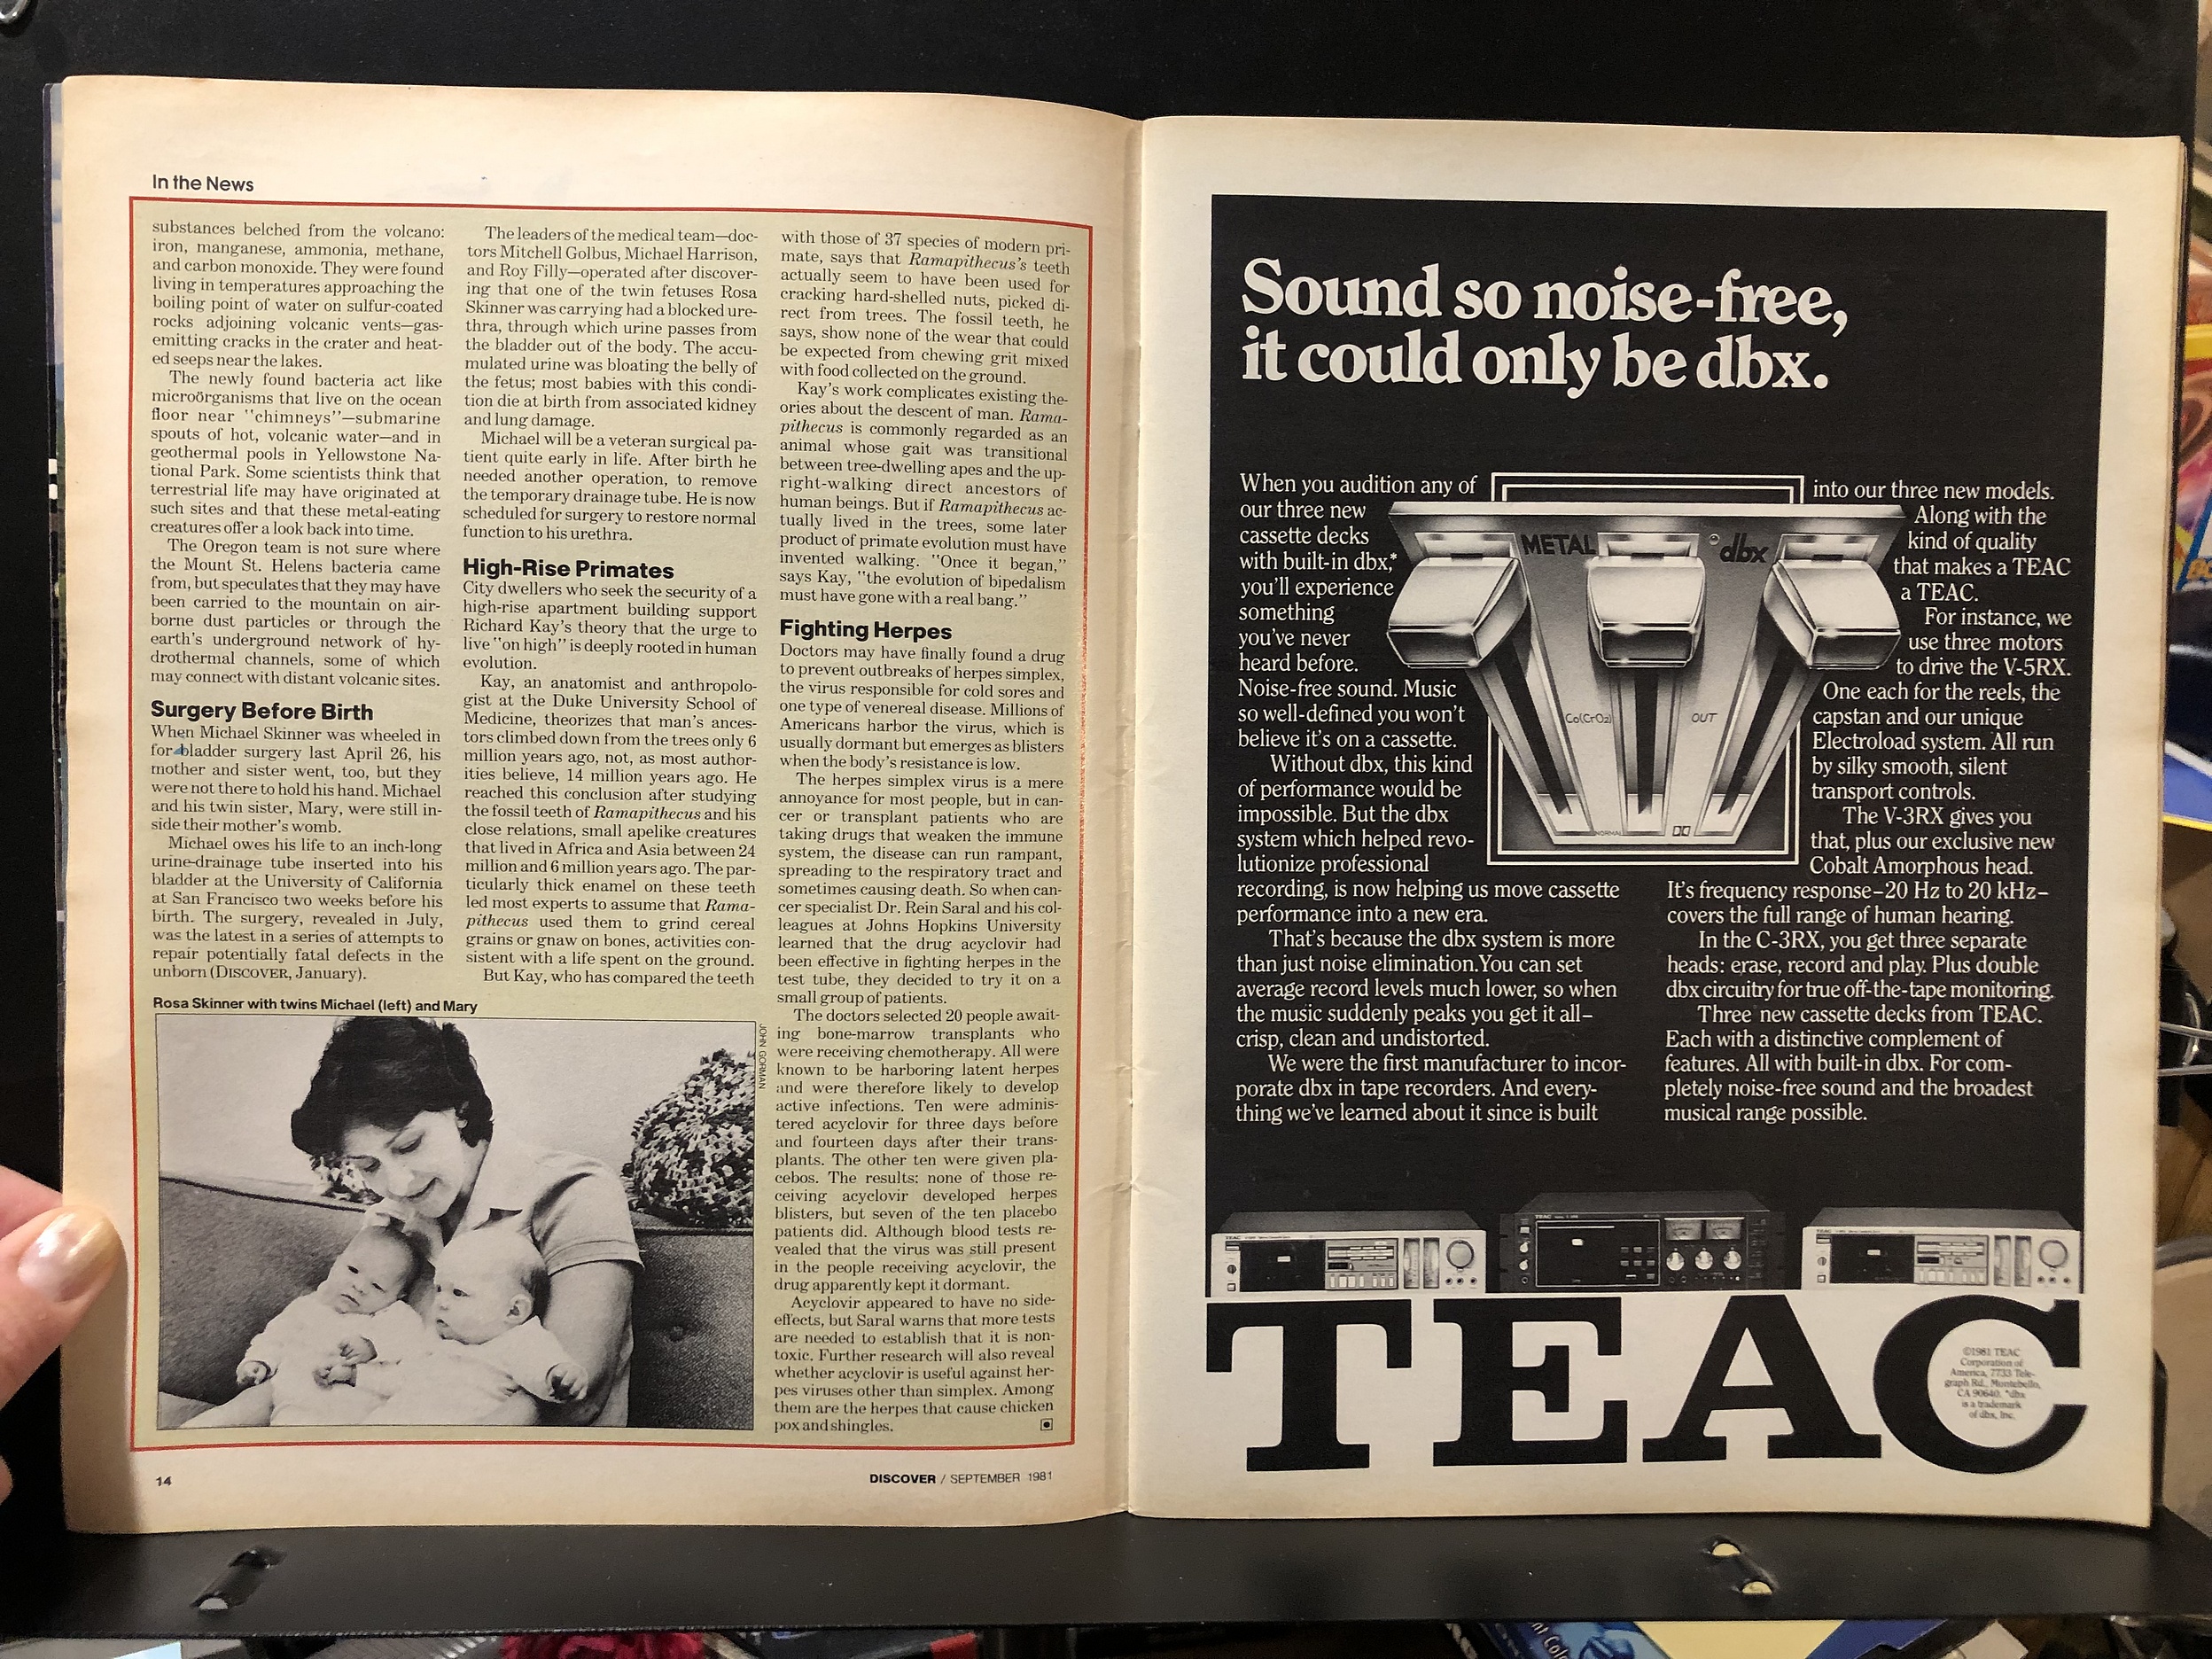 In the News
substances belched from the volcano:
iron, manganese, ammonia, methane,
and carbon monoxide. They were found
living in temperatures approaching the
boiling point of water on sulfur-coated
rocks adjoining volcanic vents—gas-
emitting cracks in the crater and heat-
ed seeps near the lakes.
The newly found bacteria act like
microörganisms that live on the ocean
floor near "chimneys"—submarine
spouts of hot, volcanic water—and in
geothermal pools in Yellowstone Na-
tional Park. Some scientists think that
terrestrial life may have originated at
such sites and that these metal-eating
creatures offer a look back into time.
The Oregon team is not sure where
the Mount St. Helens bacteria came
from, but speculates that they may have
been carried to the mountain on air-
borne dust particles or through the
earth's underground network of hy-
drothermal channels, some of which
may connect with distant volcanic sites.
Surgery Before Birth
When Michael Skinner was wheeled in
for bladder surgery last April 26, his
mother and sister went, too, but they
were not there to hold his hand. Michael
and his twin sister, Mary, were still in-
side their mother's womb.
Michael owes his life to an inch-long
urine-drainage tube inserted into his
bladder at the University of California
at San Francisco two weeks before his
birth. The surgery, revealed in July,
was the latest in a series of attempts to
repair potentially fatal defects in the
unborn (DISCOVER, January).
The leaders of the medical team—doc-
tors Mitchell Golbus, Michael Harrison,
and Roy Filly—operated after discover-
ing that one of the twin fetuses Rosa
Skinner was carrying had a blocked ure-
thra, through which urine passes from
the bladder out of the body. The accu-
mulated urine was bloating the belly of
the fetus; most babies with this condi-
tion die at birth from associated kidney
and lung damage.
Michael will be a veteran surgical pa-
tient quite early in life. After birth he
needed another operation, to remove
the temporary drainage tube. He is now
scheduled for surgery to restore normal
function to his urethra.
High-Rise Primates
City dwellers who seek the security of a
high-rise apartment building support
Richard Kay's theory that the urge to
live "on high" is deeply rooted in human
evolution.
Kay, an anatomist and anthropolo-
gist at the Duke University School of
Medicine, theorizes that man's ances-
tors climbed down from the trees only 6
million years ago, not, as most author-
ities believe, 14 million years ago. He
reached this conclusion after studying
the fossil teeth of Ramapithecus and his
close relations, small apelike creatures
that lived in Africa and Asia between 24
million and 6 million years ago. The par-
ticularly thick enamel on these teeth
led most experts to assume that Rama-
pithecus used them to grind cereal
grains or gnaw on bones, activities con-
sistent with a life spent on the ground.
But Kay, who has compared the teeth
Rosa Skinner with twins Michael (left) and Mary
JOHN GORMAN
with those of 37 species of modern pri-
mate, says that Ramapithecus's teeth
actually seem to have been used for
cracking hard-shelled nuts, picked di-
rect from trees. The fossil teeth, he
says, show none of the wear that could
be expected from chewing grit mixed
with food collected on the ground.
Kay's work complicates existing the-
ories about the descent of man. Rama-
pithecus is commonly regarded as an
animal whose gait was transitional
between tree-dwelling apes and the up-
right-walking direct ancestors of
human beings. But if Ramapithecus ac-
tually lived in the trees, some later
product of primate evolution must have
invented walking. "Once it began,"
says Kay, "the evolution of bipedalism
must have gone with a real bang."
Fighting Herpes
Doctors may have finally found a drug
to prevent outbreaks of herpes simplex,
the virus responsible for cold sores and
one type of venereal disease. Millions of
Americans harbor the virus, which is
usually dormant but emerges as blisters
when the body's resistance is low.
The herpes simplex virus is a mere
annoyance for most people, but in can-
cer or transplant patients who are
taking drugs that weaken the immune
system, the disease can run rampant,
spreading to the respiratory tract and
sometimes causing death. So when can-
cer specialist Dr. Rein Saral and his col-
leagues at Johns Hopkins University
learned that the drug acyclovir had
been effective in fighting herpes in the
test tube, they decided to try it on a
small group of patients.
The doctors selected 20 people await-
ing bone-marrow transplants who
were receiving chemotherapy. All were
known to be harboring latent herpes
and were therefore likely to develop
active infections. Ten were adminis-
tered acyclovir for three days before
and fourteen days after their trans-
plants. The other ten were given pla-
cebos. The results: none of those re-
ceiving acyclovir developed herpes
blisters, but seven of the ten placebo
patients did. Although blood tests re-
vealed that the virus was still present
in the people receiving acyclovir, the
drug apparently kept it dormant.
Acyclovir appeared to have no side-
effects, but Saral warns that more tests
are needed to establish that it is non-
toxic. Further research will also reveal
whether acyclovir is useful against her-
pes viruses other than simplex. Among
them are the herpes that cause chicken
pox and shingles.
14
DISCOVER / SEPTEMBER 1981
Sound so noise-free,
it could only be dbx.
When you audition any of
our three new
cassette decks
with built-in dbx,*
you'll experience
something
you've never
heard before.
Noise-free sound. Music
so well-defined you won't
believe it's on a cassette.
Without dbx, this kind
of performance would be
impossible. But the dbx
system which helped revo-
lutionize professional
recording, is now helping us move cassette
performance into a new era.
That's because the dbx system is more
than just noise elimination. You can set
average record levels much lower, so when
the music suddenly peaks you get it all–
crisp, clean and undistorted.
We were the first manufacturer to incor-
porate dbx in tape recorders. And every-
thing we've learned about it since is built
METAL
dbx
Co(CrO2)
OUT
NORMAL
into our three new models.
Along with the
kind of quality
that makes a TEAC
a TEAC.
For instance, we
use three motors
to drive the V-5RX.
One each for the reels, the
capstan and our unique
Electroload system. All run
by silky smooth, silent
transport controls.
The V-3RX gives you
that, plus our exclusive new
Cobalt Amorphous head.
It's frequency response–20 Hz to 20 kHz–
covers the full range of human hearing.
In the C-3RX, you get three separate
heads: erase, record and play. Plus double
dbx circuitry for true off-the-tape monitoring.
Three new cassette decks from TEAC.
Each with a distinctive complement of
features. All with built-in dbx. For com-
pletely noise-free sound and the broadest
musical range possible.
TEAC
TEAC
TEAC
TEAC
©1981 TEAC
Corporation of
America, 7733 Tele-
graph Rd., Montebello,
CA 90640. *dbx
is a trademark
of dbx, Inc.